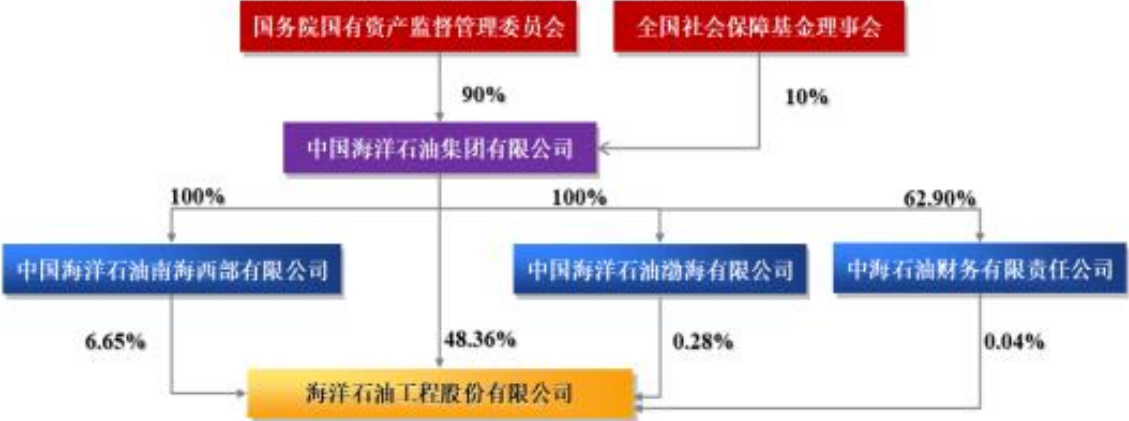 国务院国有资产监督管理委员会
全国社会保障基金理事会
90%
10%
中国海洋石油集团有限公司
100%
100%
62.90%
中国海洋石油南海西部有限公司
中国海洋石油渤海有限公司
中海石油财务有限责任公司
6.65%
48.36%
0.28%
0.04%
海洋石油工程股份有限公司